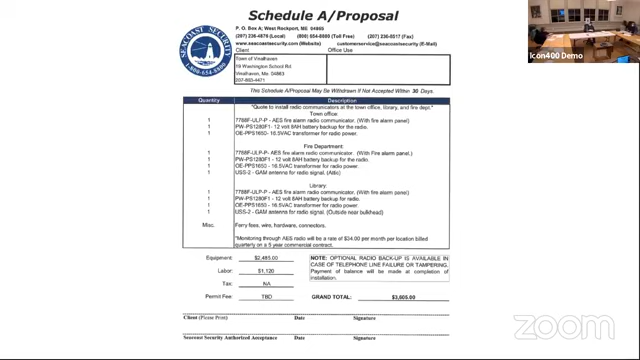 Schedule A/Proposal
P. O. Box A; West Rockport, ME 04865
(207) 236-4876 (Local) (800) 654-8800 (Toll Free) (207) 236-0517 (Fax)
www.seacoastsecurity.com (Website) customerservice@seacoastsecurity (E-Mail)
SEACOAST SECURITY
1-800-654-8800
Client
Office Use
Town of Vinalhaven
19 Washington School Rd.
Vinalhaven, ME 04863
207-863-4471
This Schedule A/Proposal May Be Withdrawn If Not Accepted Within 30 Days.
Quantity Description
"Quote to install radio communicators at the town office, library, and fire dept."
Town office:
1 7788F-ULP-P - AES fire alarm radio communicator. (With fire alarm panel)
1 PW-PS1280F1- 12 volt 8AH battery backup for the radio.
1 OE-PPS1650- 16.5VAC transformer for radio power.
Fire Department:
1 7788F-ULP-P - AES fire alarm radio communicator. (With fire alarm panel.)
1 PW-PS1280F1 - 12 volt 8AH battery backup for the radio.
1 OE-PPS1650 - 16.5VAC transformer for radio power.
1 USS-2 - GAM antenna for radio signal. (Attic)
Library:
1 7788F-ULP-P - AES fire alarm radio communicator. (With fire alarm panel)
1 PW-PS1280F1 - 12 volt 8AH battery backup for the radio.
1 OE-PPS1650 - 16.5VAC transformer for radio power.
1 USS-2 - GAM antenna for radio signal. (Outside near bulkhead)
Misc. Ferry fees, wire, hardware, connectors.
"Monitoring through AES radio will be a rate of $34.00 per month per location billed
quarterly on a 5 year commercial contract.
Equipment: $2,485.00
Labor: $1,120
Tax: NA
Permit Fee: TBD
NOTE: OPTIONAL RADIO BACK-UP IS AVAILABLE IN
CASE OF TELEPHONE LINE FAILURE OR TAMPERING.
Payment of balance will be made at completion of
installation.
GRAND TOTAL: $3,605.00
Client (Please Print) Date Signature
Seacoast Security Authorized Acceptance Date Signature
Icon400 Demo
zoom